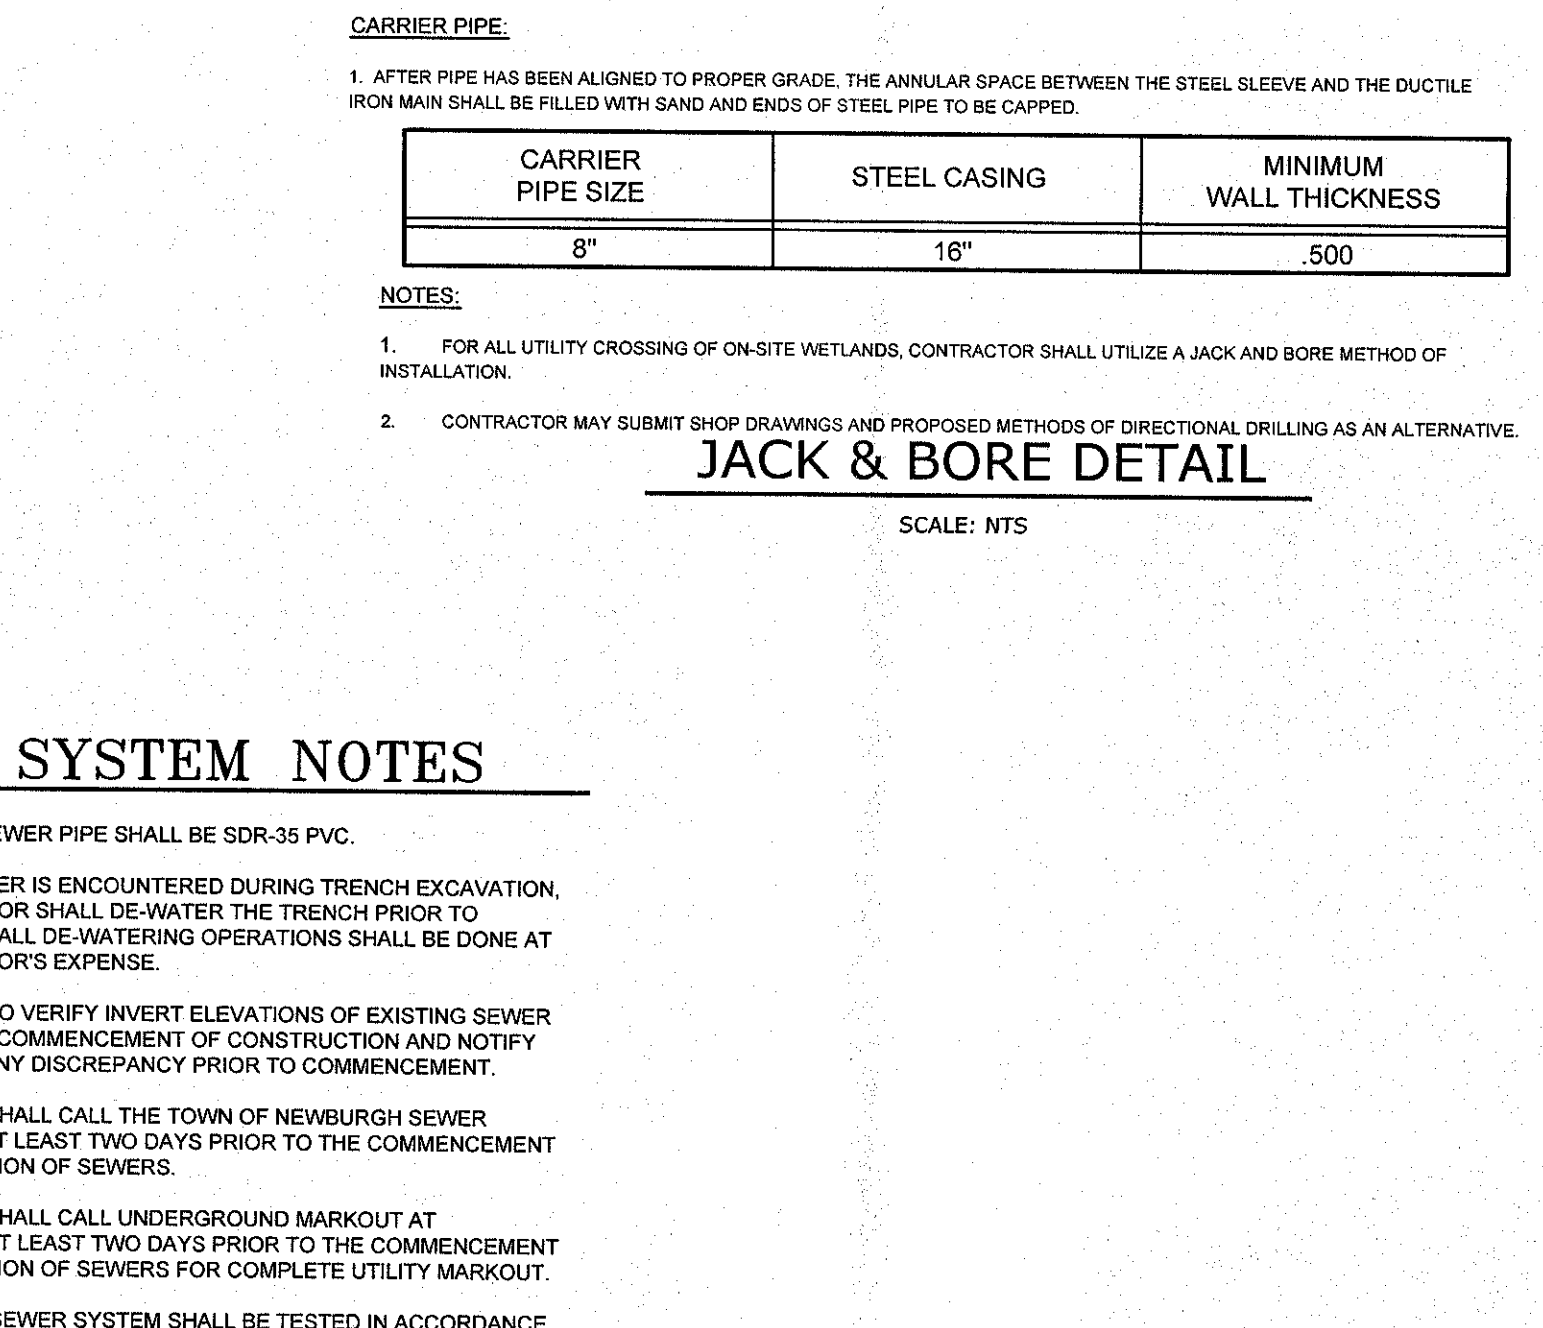 CARRIER PIPE:
1. AFTER PIPE HAS BEEN ALIGNED TO PROPER GRADE, THE ANNULAR SPACE BETWEEN THE STEEL SLEEVE AND THE DUCTILE
IRON MAIN SHALL BE FILLED WITH SAND AND ENDS OF STEEL PIPE TO BE CAPPED.
CARRIER
PIPE SIZE
STEEL CASING
MINIMUM
WALL THICKNESS
8"
16"
.500
NOTES:
1. FOR ALL UTILITY CROSSING OF ON-SITE WETLANDS, CONTRACTOR SHALL UTILIZE A JACK AND BORE METHOD OF
INSTALLATION.
2. CONTRACTOR MAY SUBMIT SHOP DRAWINGS AND PROPOSED METHODS OF DIRECTIONAL DRILLING AS AN ALTERNATIVE.
JACK & BORE DETAIL
SCALE: NTS
SYSTEM NOTES
EWER PIPE SHALL BE SDR-35 PVC.
ER IS ENCOUNTERED DURING TRENCH EXCAVATION,
OR SHALL DE-WATER THE TRENCH PRIOR TO
ALL DE-WATERING OPERATIONS SHALL BE DONE AT
OR'S EXPENSE.
O VERIFY INVERT ELEVATIONS OF EXISTING SEWER
COMMENCEMENT OF CONSTRUCTION AND NOTIFY
NY DISCREPANCY PRIOR TO COMMENCEMENT.
HALL CALL THE TOWN OF NEWBURGH SEWER
T LEAST TWO DAYS PRIOR TO THE COMMENCEMENT
ION OF SEWERS.
HALL CALL UNDERGROUND MARKOUT AT
T LEAST TWO DAYS PRIOR TO THE COMMENCEMENT
ION OF SEWERS FOR COMPLETE UTILITY MARKOUT.
SEWER SYSTEM SHALL BE TESTED IN ACCORDANCE